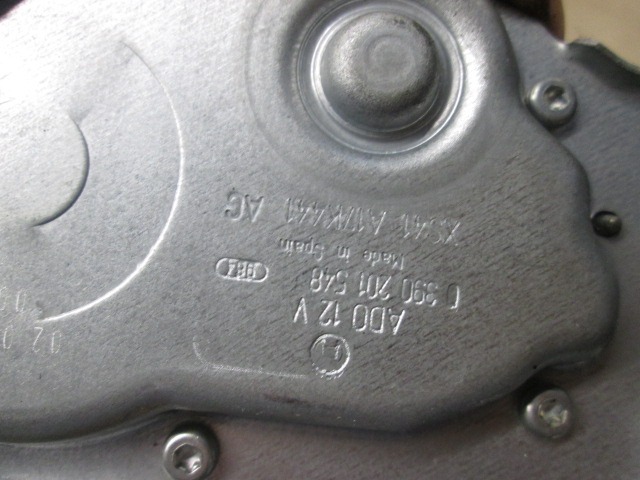 ADO 12 V
0 390 201 548
Made in Spain
XS41 A17K441 AG